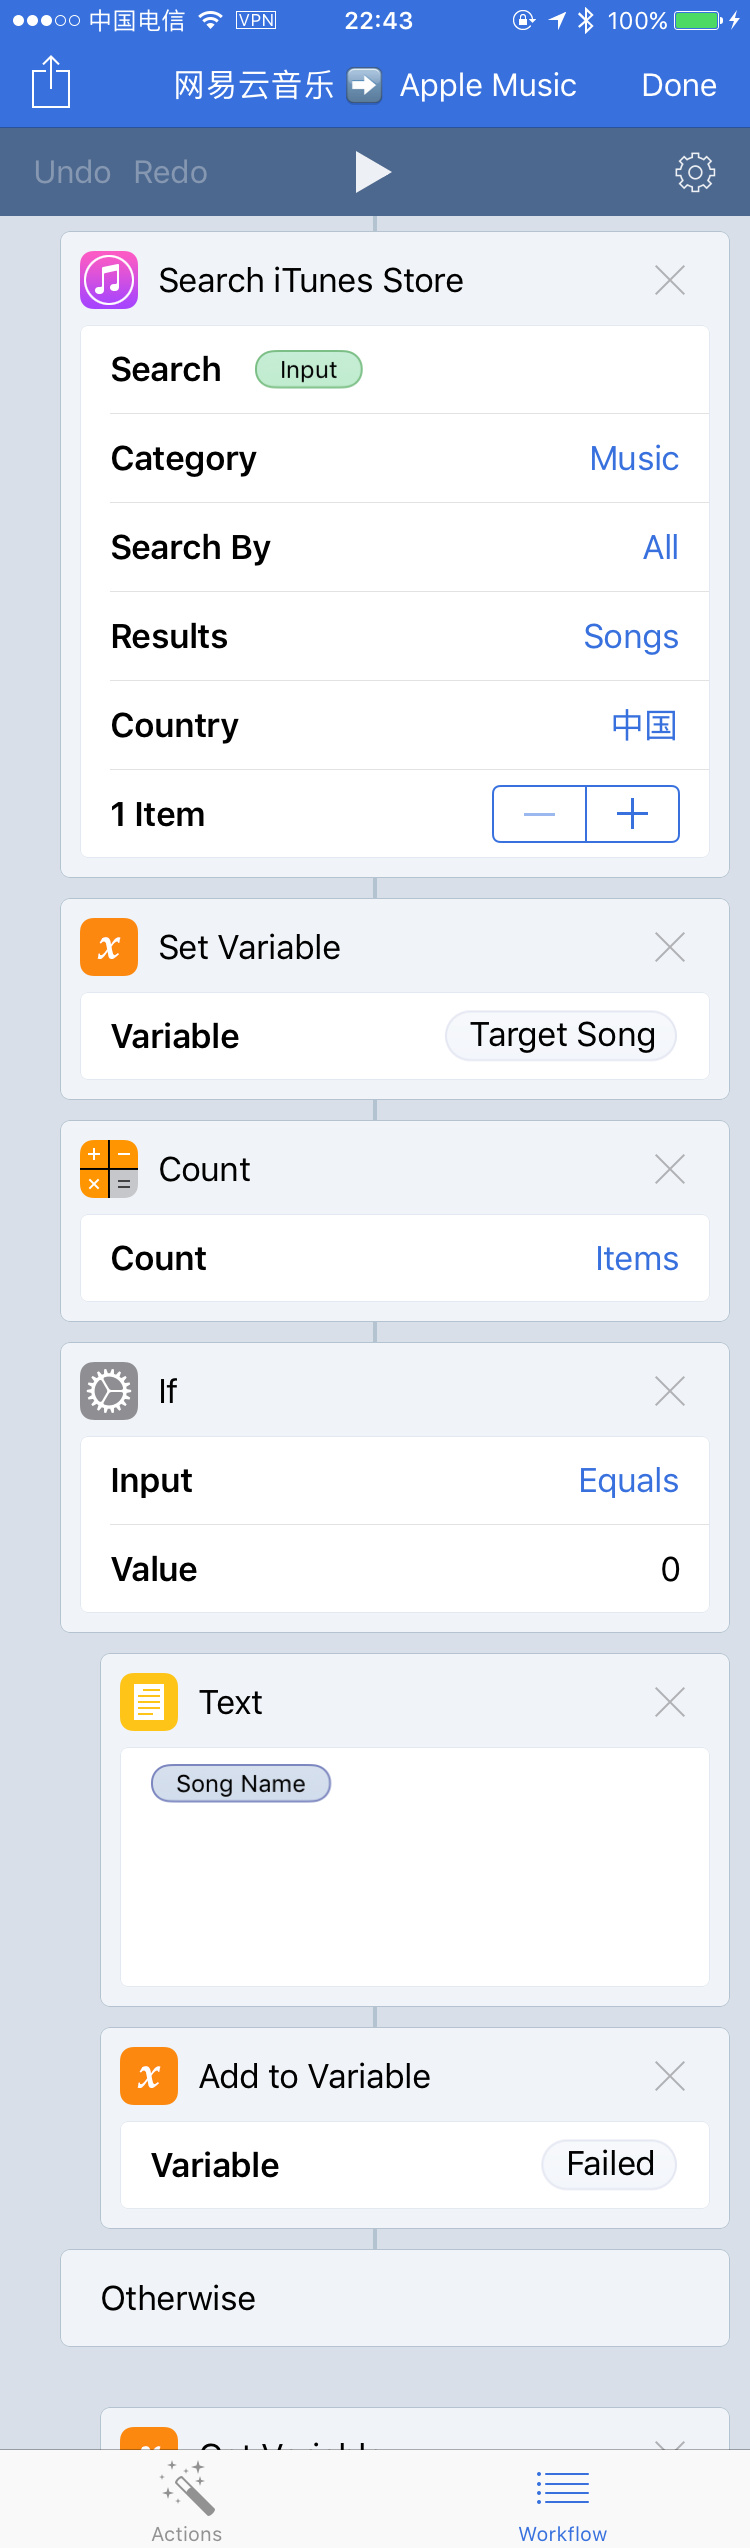 中国电信 VPN 22:43 100%
网易云音乐 ➡️ Apple Music Done
Undo Redo
Search iTunes Store
Search Input
Category Music
Search By All
Results Songs
Country 中国
1 Item
Set Variable
Variable Target Song
Count
Count Items
If
Input Equals
Value 0
Text
Song Name
Add to Variable
Variable Failed
Otherwise
Actions Workflow